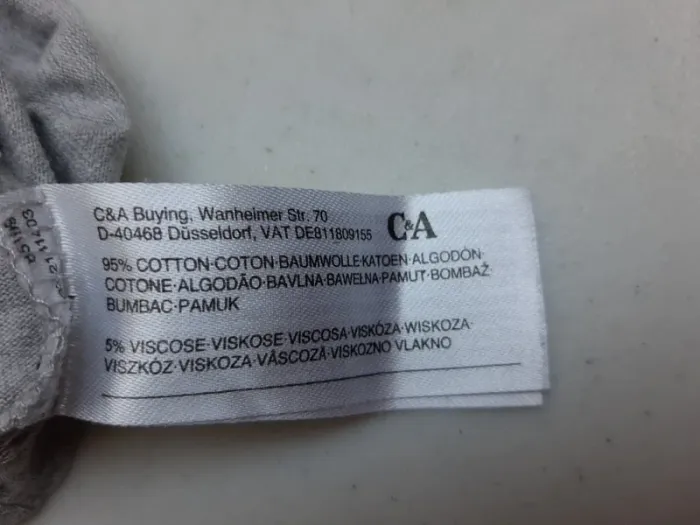 C&A Buying, Wanheimer Str. 70
D-40468 Düsseldorf, VAT DE811809155
C&A
95% COTTON·COTON·BAUMWOLLE·KATOEN·ALGODÓN·
COTONE·ALGODÃO·BAVLNA·BAWEŁNA·PAMUT·BOMBAŽ·
BUMBAC·PAMUK
5% VISCOSE·VISKOSE·VISCOSA·VISKÓZA·WISKOZA·
VISZKÓZ·VISKOZA·VÂSCOZĂ·VISKOZNO VLAKNO